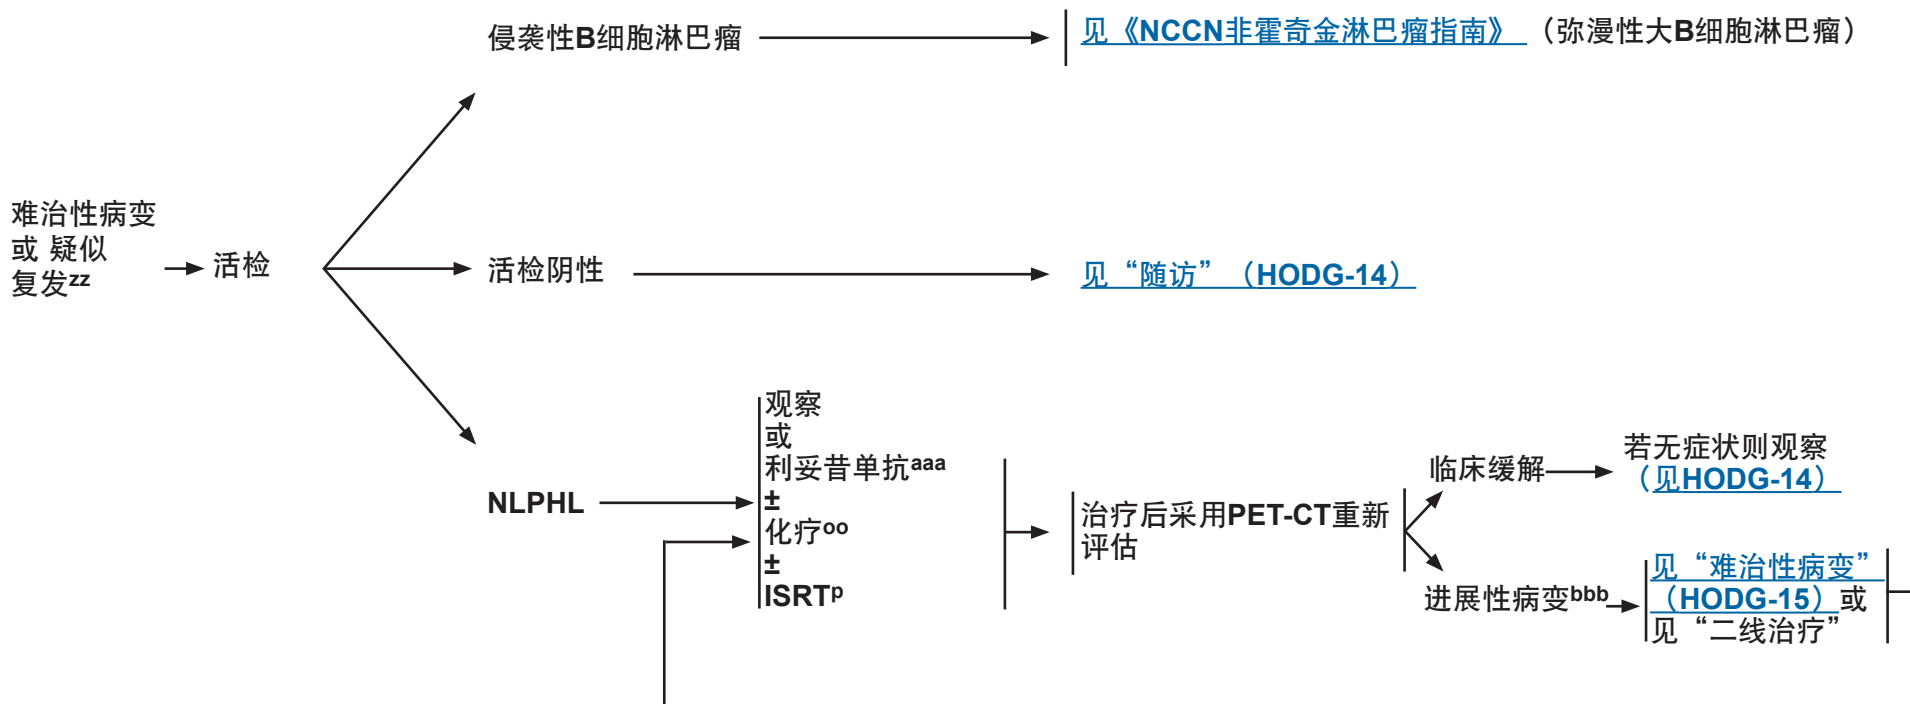 侵袭性B细胞淋巴瘤
见《NCCN非霍奇金淋巴瘤指南》（弥漫性大B细胞淋巴瘤）
难治性病变
或 疑似
复发zz
活检
活检阴性
见“随访”（HODG-14）
NLPHL
观察
或
利妥昔单抗aaa
±
化疗oo
±
ISRTp
治疗后采用PET-CT重新
评估
临床缓解
若无症状则观察
（见HODG-14）
进展性病变bbb
见“难治性病变”
（HODG-15）或
见“二线治疗”